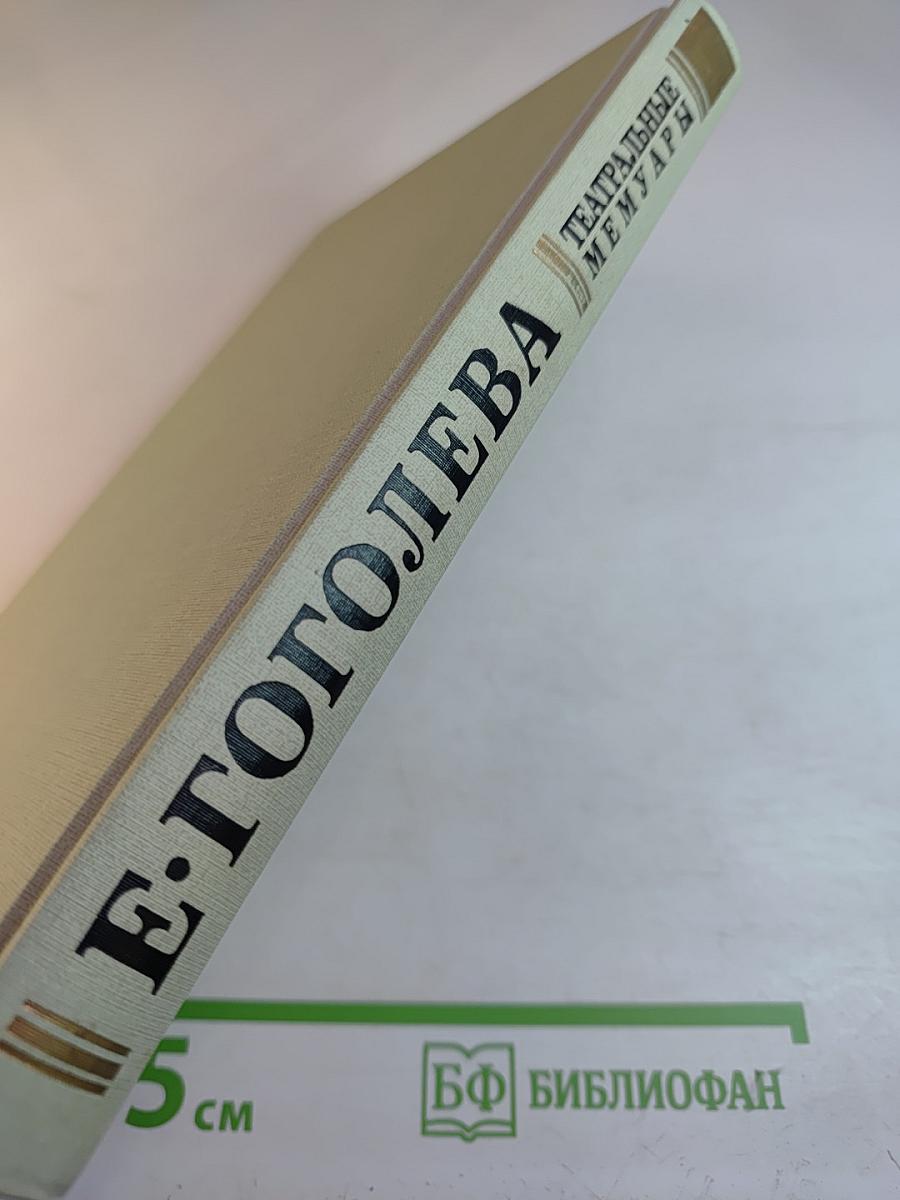 Е·ГОГОЛЕВА
ТЕАТРАЛЬНЫЕ
МЕМУАРЫ
5 см
БФ БИБЛИОФАН